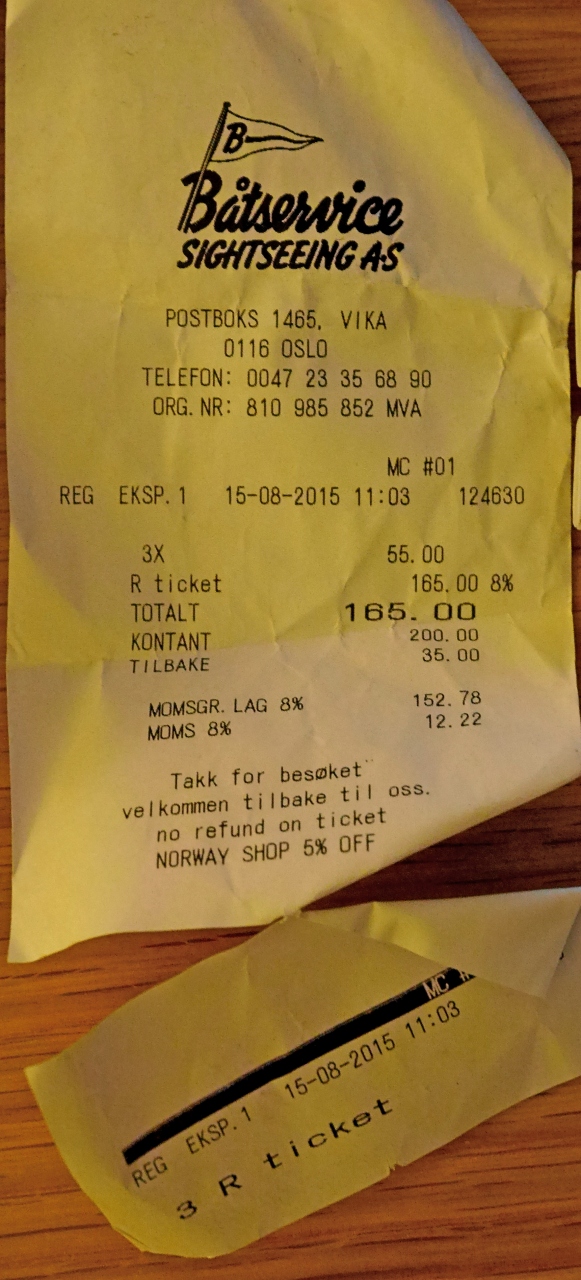 B
Båtservice
SIGHTSEEING A·S
POSTBOKS 1465, VIKA
0116 OSLO
TELEFON: 0047 23 35 68 90
ORG.NR: 810 985 852 MVA
MC #01
REG EKSP.1 15-08-2015 11:03 124630
3X 55.00
R ticket 165.00 8%
TOTALT 165.00
KONTANT 200.00
TILBAKE 35.00
MOMSGR. LAG 8% 152.78
MOMS 8% 12.22
Takk for besøket
velkommen tilbake til oss.
no refund on ticket
NORWAY SHOP 5% OFF
MC #
REG EKSP.1 15-08-2015 11:03
3 R ticket